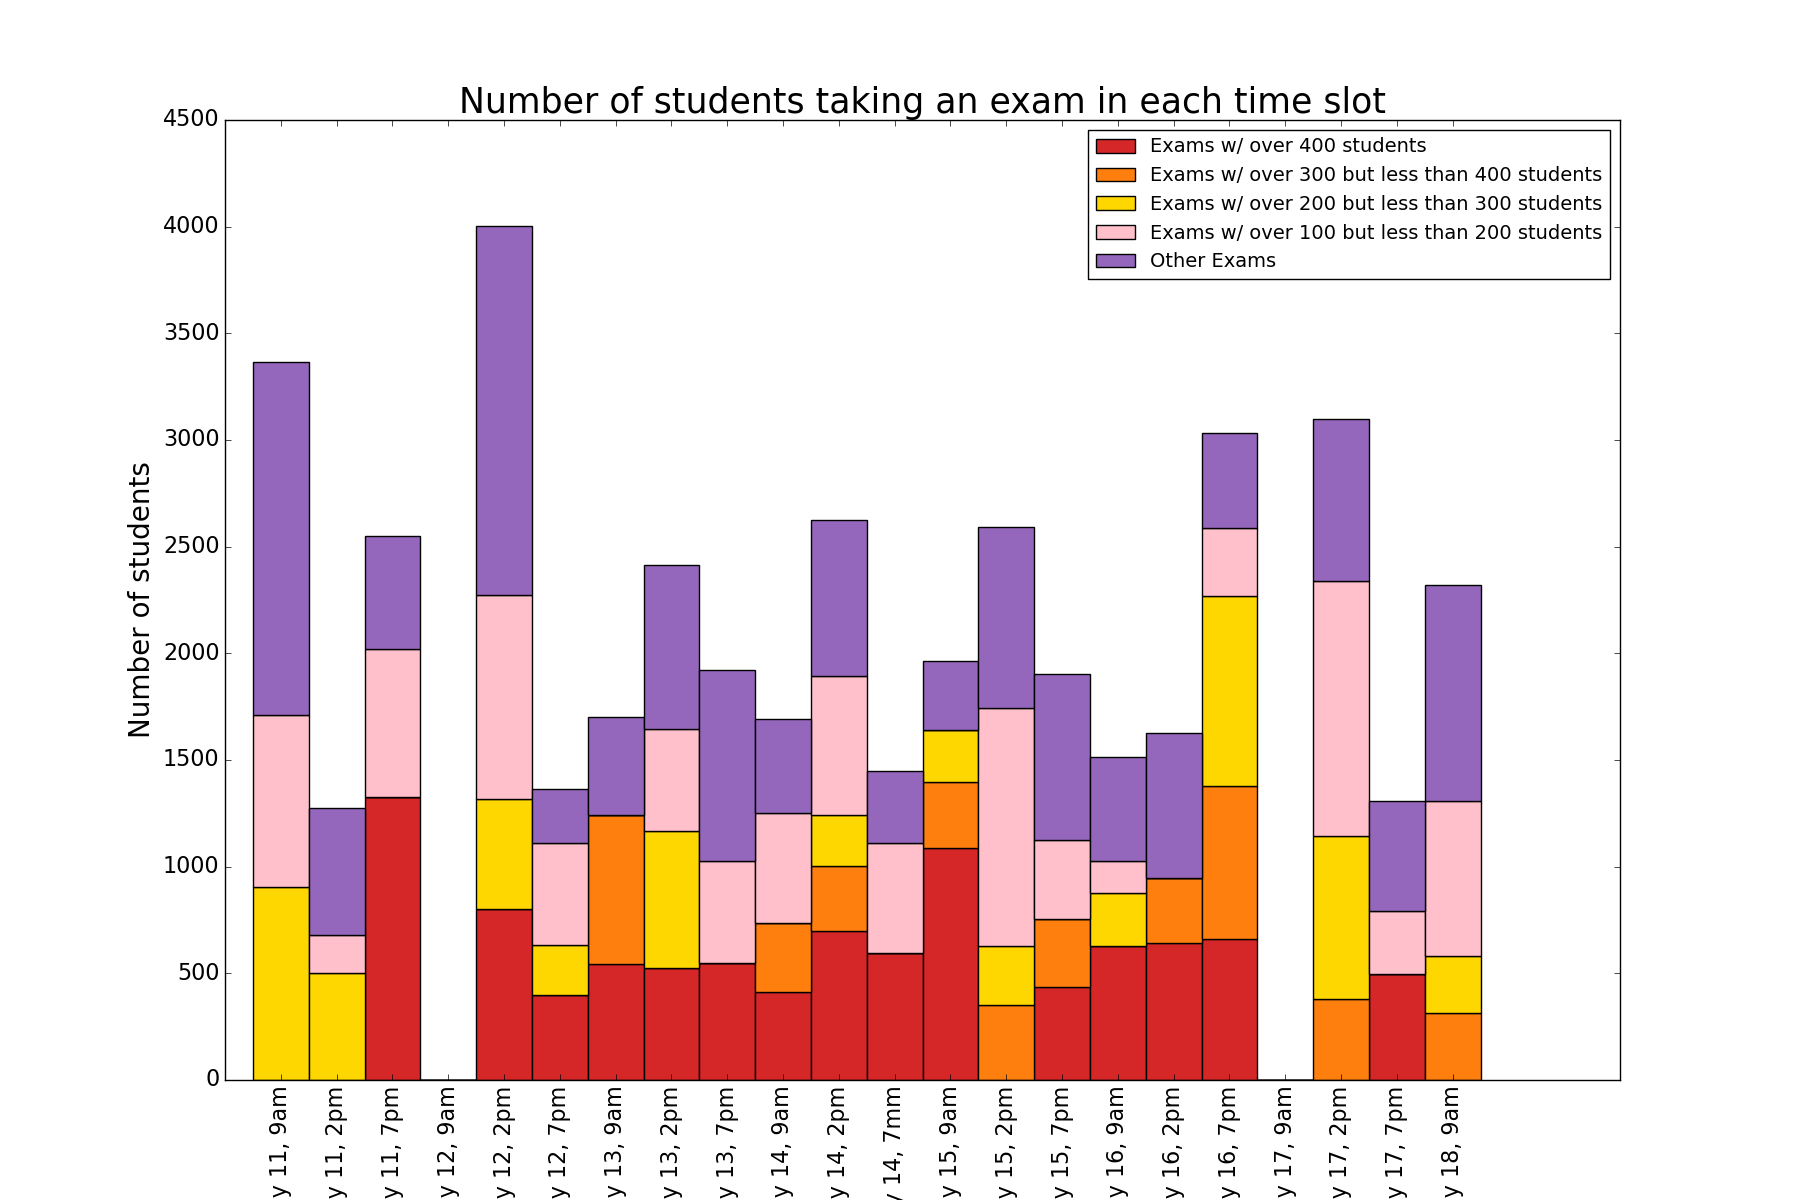 Number of students taking an exam in each time slot
Exams w/ over 400 students
Exams w/ over 300 but less than 400 students
Exams w/ over 200 but less than 300 students
Exams w/ over 100 but less than 200 students
Other Exams
Number of students
4500
4000
3500
3000
2500
2000
1500
1000
500
0
y 11, 9am
y 11, 2pm
y 11, 7pm
y 12, 9am
y 12, 2pm
y 12, 7pm
y 13, 9am
y 13, 2pm
y 13, 7pm
y 14, 9am
y 14, 2pm
y 14, 7mm
y 15, 9am
y 15, 2pm
y 15, 7pm
y 16, 9am
y 16, 2pm
y 16, 7pm
y 17, 9am
y 17, 2pm
y 17, 7pm
y 18, 9am